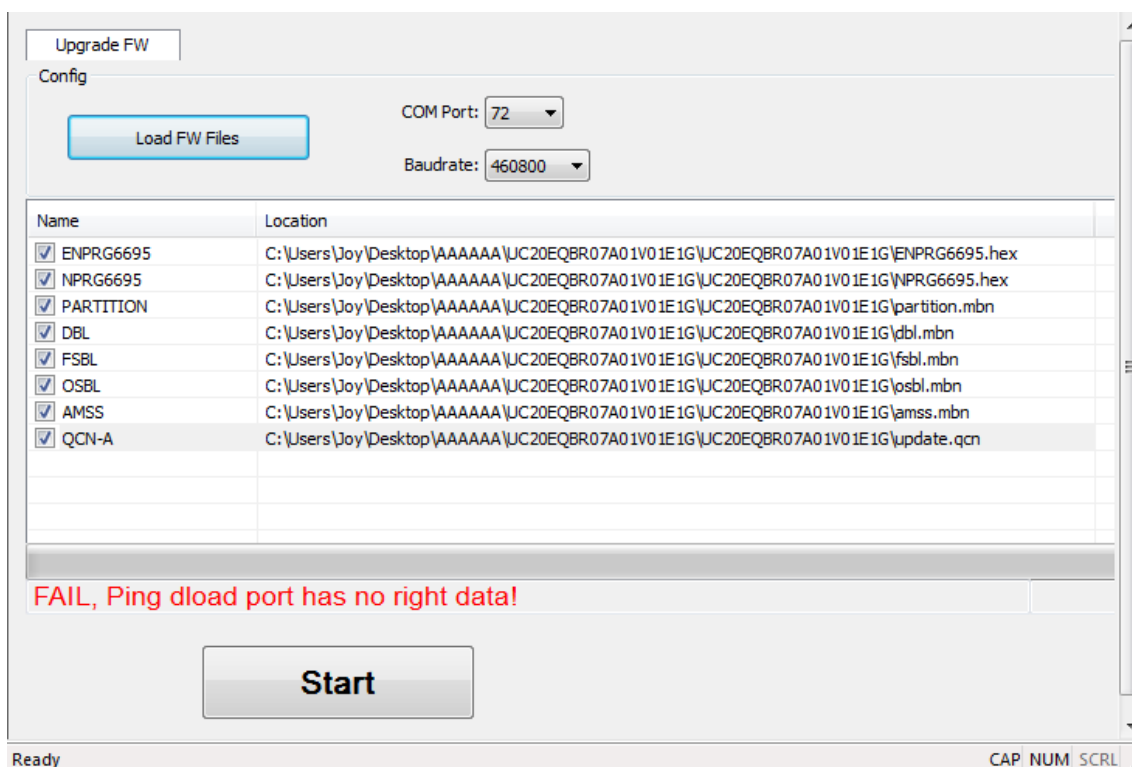 Upgrade FW
Config
Load FW Files
COM Port: 72
Baudrate: 460800
Name Location
ENPRG6695 C:\Users\Joy\Desktop\AAAAAA\UC20EQBR07A01V01E1G\UC20EQBR07A01V01E1G\ENPRG6695.hex
NPRG6695 C:\Users\Joy\Desktop\AAAAAA\UC20EQBR07A01V01E1G\UC20EQBR07A01V01E1G\NPRG6695.hex
PARTITION C:\Users\Joy\Desktop\AAAAAA\UC20EQBR07A01V01E1G\UC20EQBR07A01V01E1G\partition.mbn
DBL C:\Users\Joy\Desktop\AAAAAA\UC20EQBR07A01V01E1G\UC20EQBR07A01V01E1G\dbl.mbn
FSBL C:\Users\Joy\Desktop\AAAAAA\UC20EQBR07A01V01E1G\UC20EQBR07A01V01E1G\fsbl.mbn
OSBL C:\Users\Joy\Desktop\AAAAAA\UC20EQBR07A01V01E1G\UC20EQBR07A01V01E1G\osbl.mbn
AMSS C:\Users\Joy\Desktop\AAAAAA\UC20EQBR07A01V01E1G\UC20EQBR07A01V01E1G\amss.mbn
QCN-A C:\Users\Joy\Desktop\AAAAAA\UC20EQBR07A01V01E1G\UC20EQBR07A01V01E1G\update.qcn
FAIL, Ping dload port has no right data!
Start
Ready CAP NUM SCRL